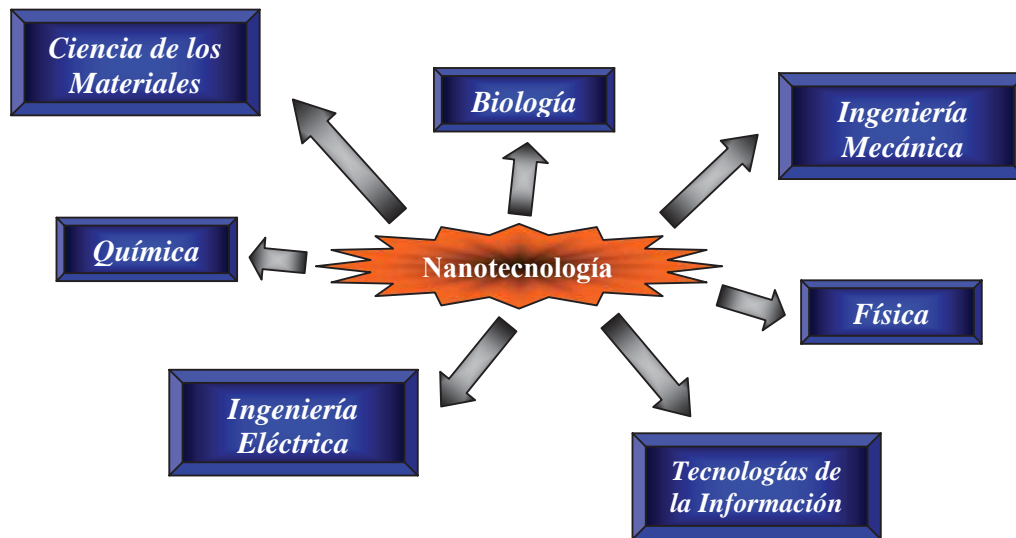 Ciencia de los
Materiales
Biología
Ingeniería
Mecánica
Química
Nanotecnología
Física
Ingeniería
Eléctrica
Tecnologías de
la Información